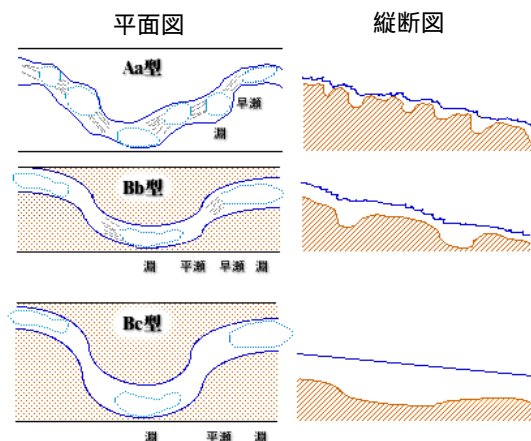 平面図 縦断図
Aa型
早瀬
淵
Bb型
淵 平瀬 早瀬 淵
Bc型
淵 平瀬 淵